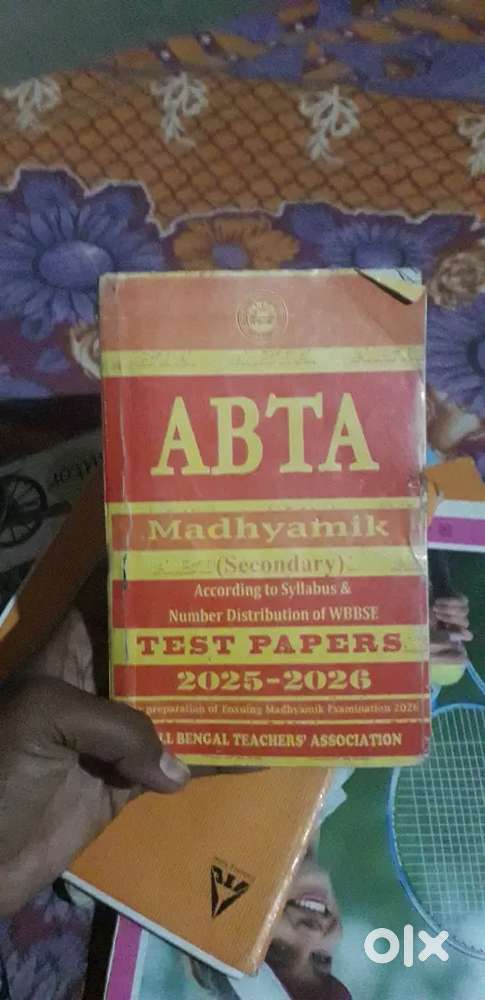 ABTA
Madhyamik
(Secondary)
According to Syllabus &
Number Distribution of WBBSE
TEST PAPERS
2025-2026
preparation of Ensuing Madhyamik Examination 2026
LL BENGAL TEACHERS' ASSOCIATION
olx